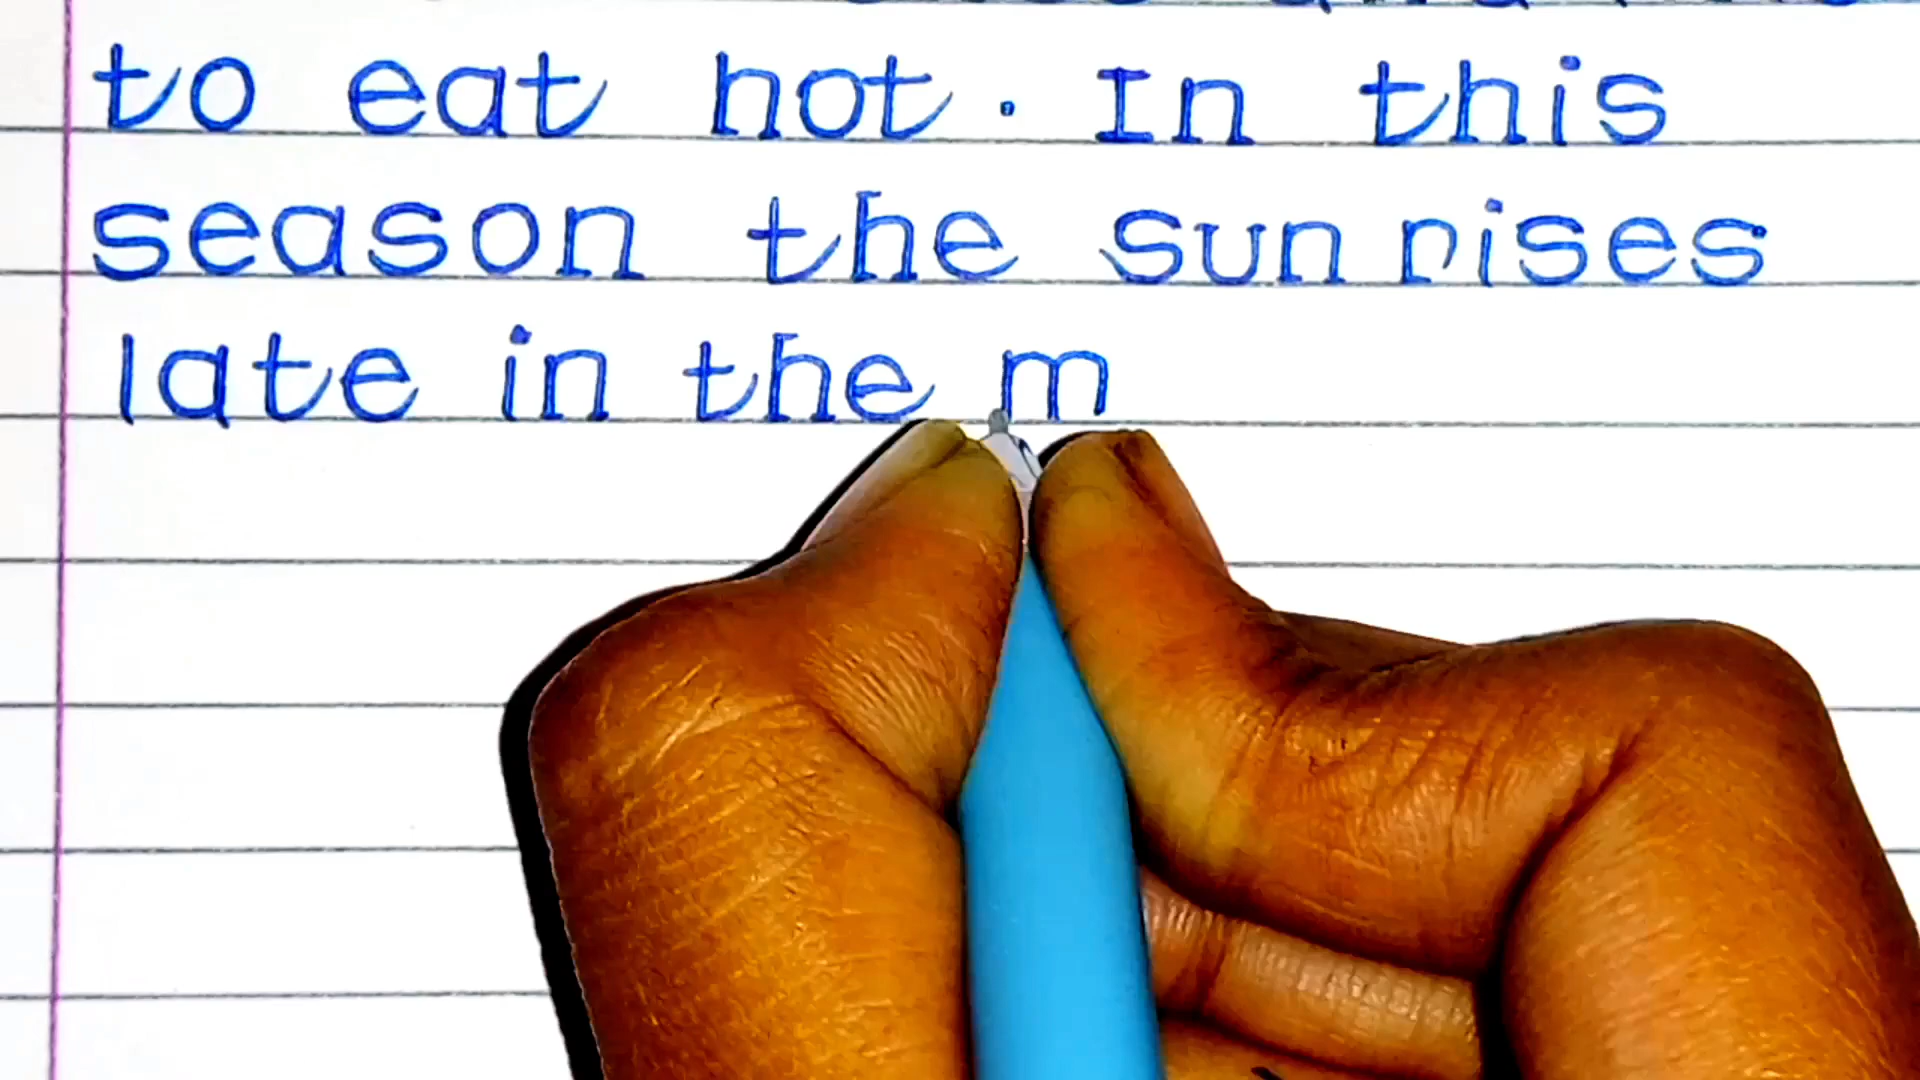 to eat hot. In this
season the sun rises
late in the m